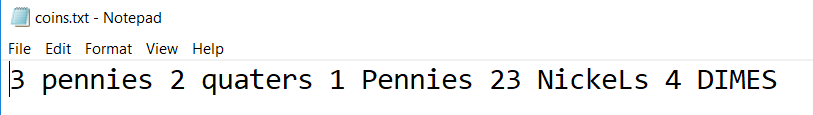 coins.txt - Notepad
File Edit Format View Help
3 pennies 2 quaters 1 Pennies 23 NickeLs 4 DIMES